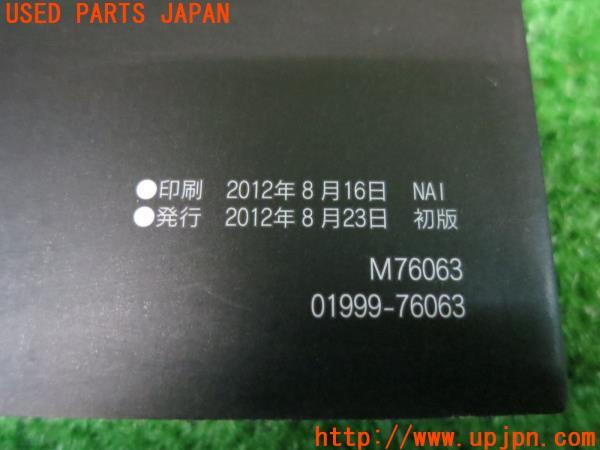 USED PARTS JAPAN
●印刷 2012年8月16日 NAI
●発行 2012年8月23日 初版
M76063
01999-76063
http://www.upjpn.com